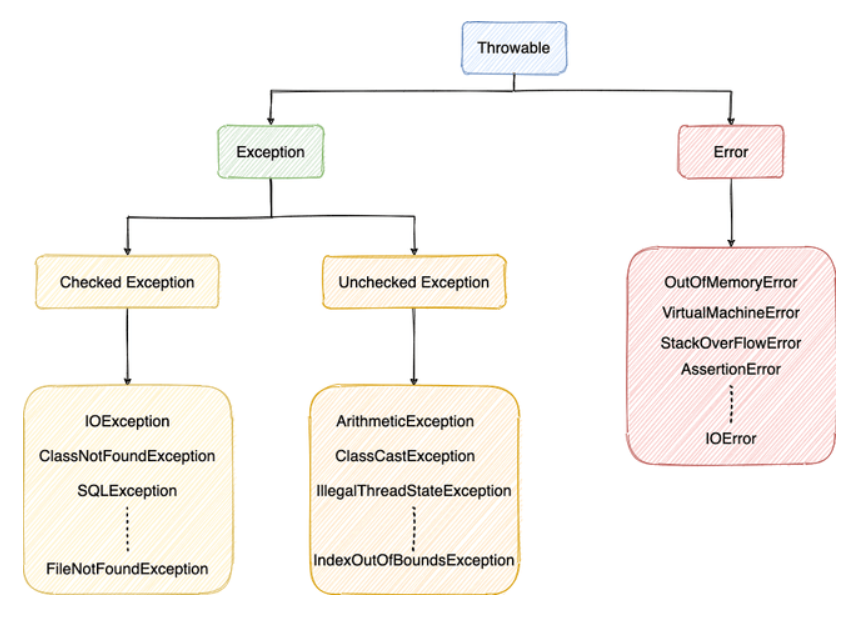 Throwable
Exception
Error
Checked Exception
Unchecked Exception
OutOfMemoryError
VirtualMachineError
StackOverFlowError
AssertionError
IOError
IOException
ClassNotFoundException
SQLException
FileNotFoundException
ArithmeticException
ClassCastException
IllegalThreadStateException
IndexOutOfBoundsException